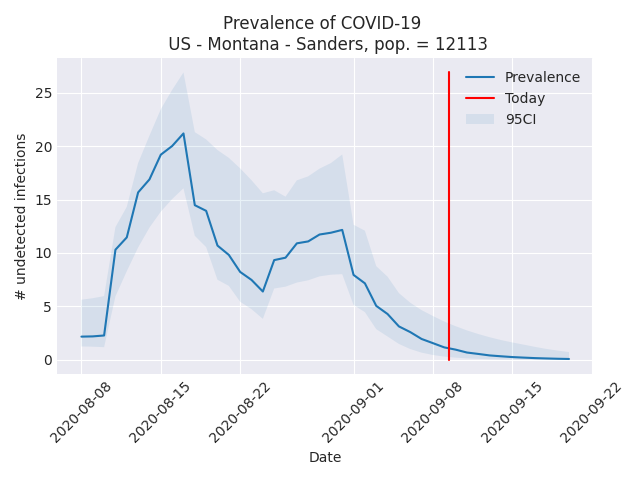 Prevalence of COVID-19
US - Montana - Sanders, pop. = 12113
Prevalence
Today
95CI
# undetected infections
25
20
15
10
5
0
2020-08-08
2020-08-15
2020-08-22
2020-09-01
2020-09-08
2020-09-15
2020-09-22
Date